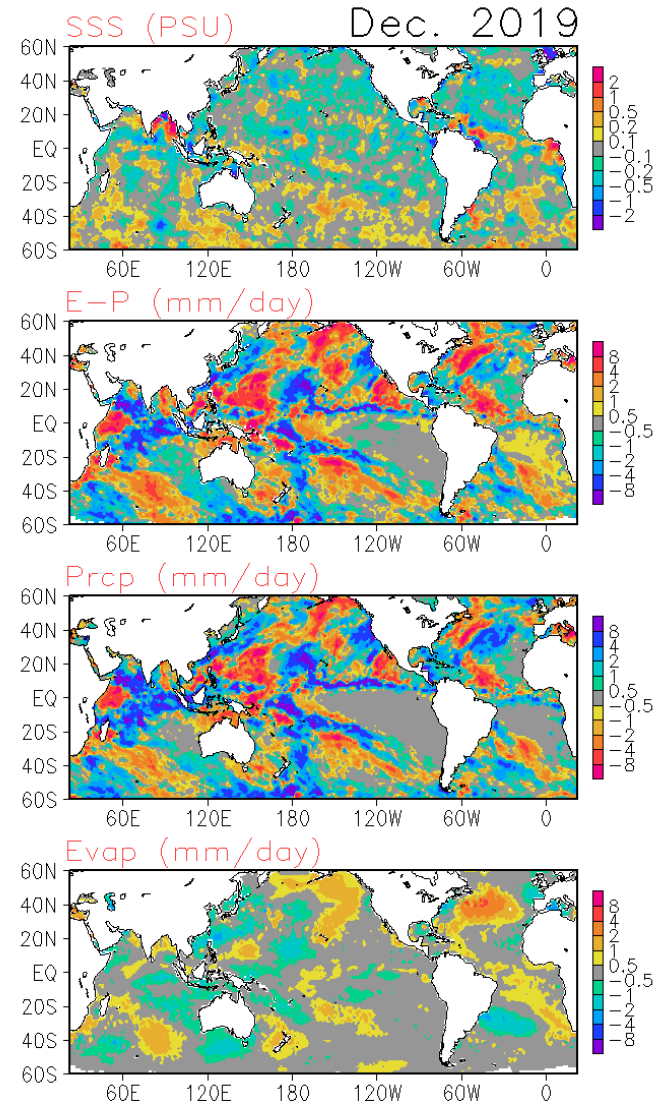 SSS (PSU)
Dec. 2019
60N
40N
20N
EQ
20S
40S
60S
60E 120E 180 120W 60W 0
2
1
0.5
0.2
0.1
-0.1
-0.2
-0.5
-1
-2
E-P (mm/day)
60N
40N
20N
EQ
20S
40S
60S
60E 120E 180 120W 60W 0
8
4
2
1
0.5
-0.5
-1
-2
-4
-8
Prcp (mm/day)
60N
40N
20N
EQ
20S
40S
60S
60E 120E 180 120W 60W 0
8
4
2
1
0.5
-0.5
-1
-2
-4
-8
Evap (mm/day)
60N
40N
20N
EQ
20S
40S
60S
60E 120E 180 120W 60W 0
8
4
2
1
0.5
-0.5
-1
-2
-4
-8